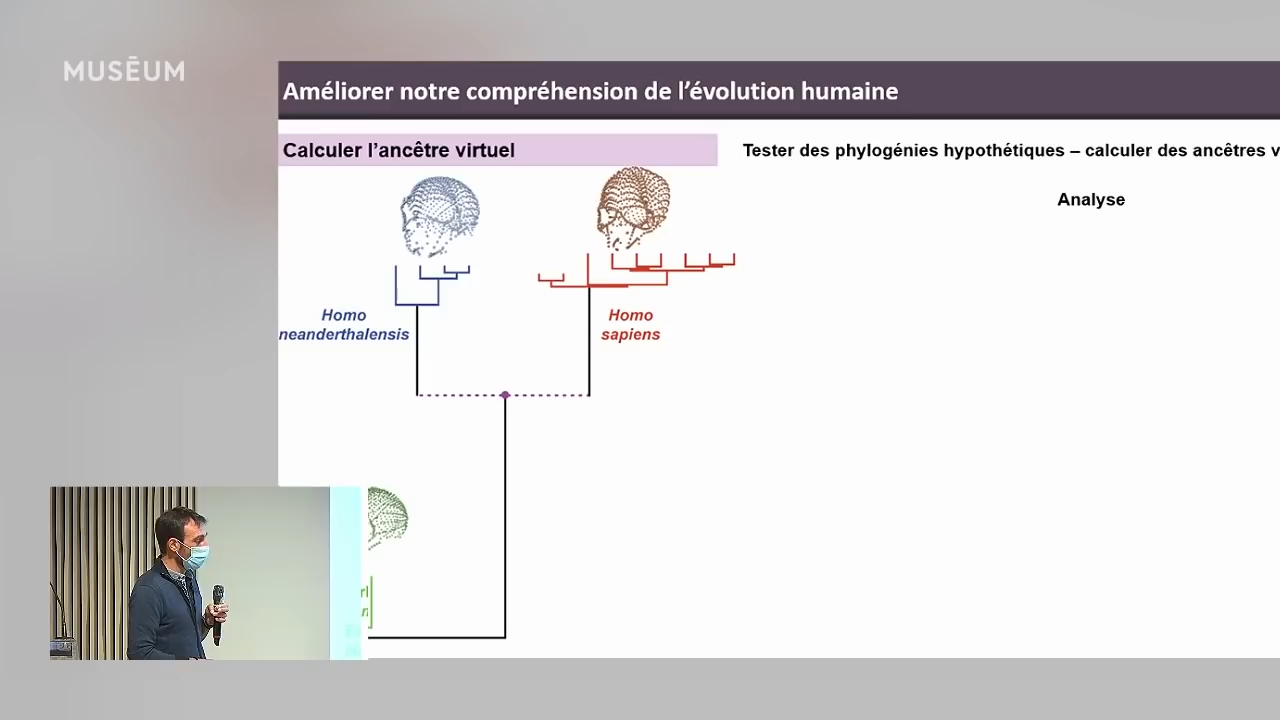 MUSĒUM
Améliorer notre compréhension de l’évolution humaine
Calculer l’ancêtre virtuel
Tester des phylogénies hypothétiques – calculer des ancêtres v
Analyse
Homo
neanderthalensis
Homo
sapiens